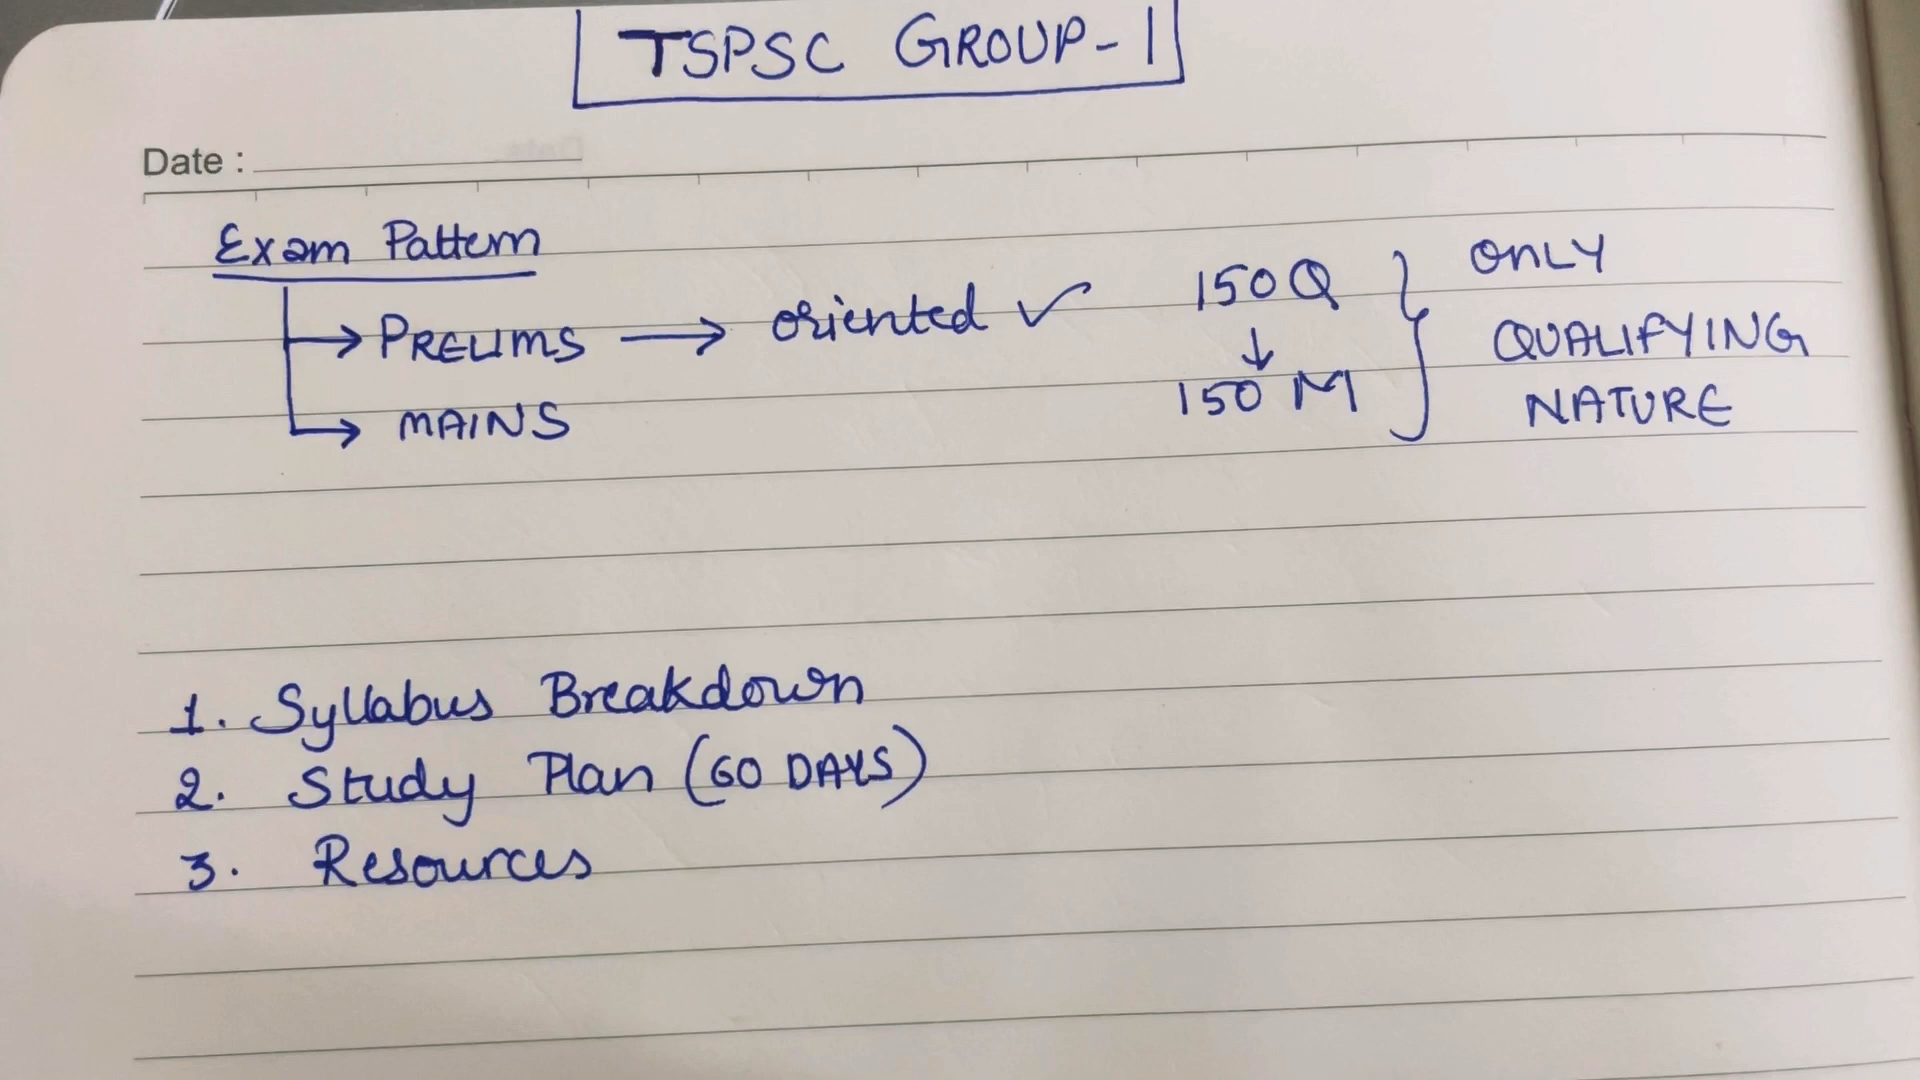 TSPSC GROUP-1
Date :
Exam Pattern
→ PRELIMS → oriented ✓ 150Q
↓
150 M
ONLY
QUALIFYING
NATURE
→ MAINS
1. Syllabus Breakdown
2. Study Plan (60 DAYS)
3. Resources